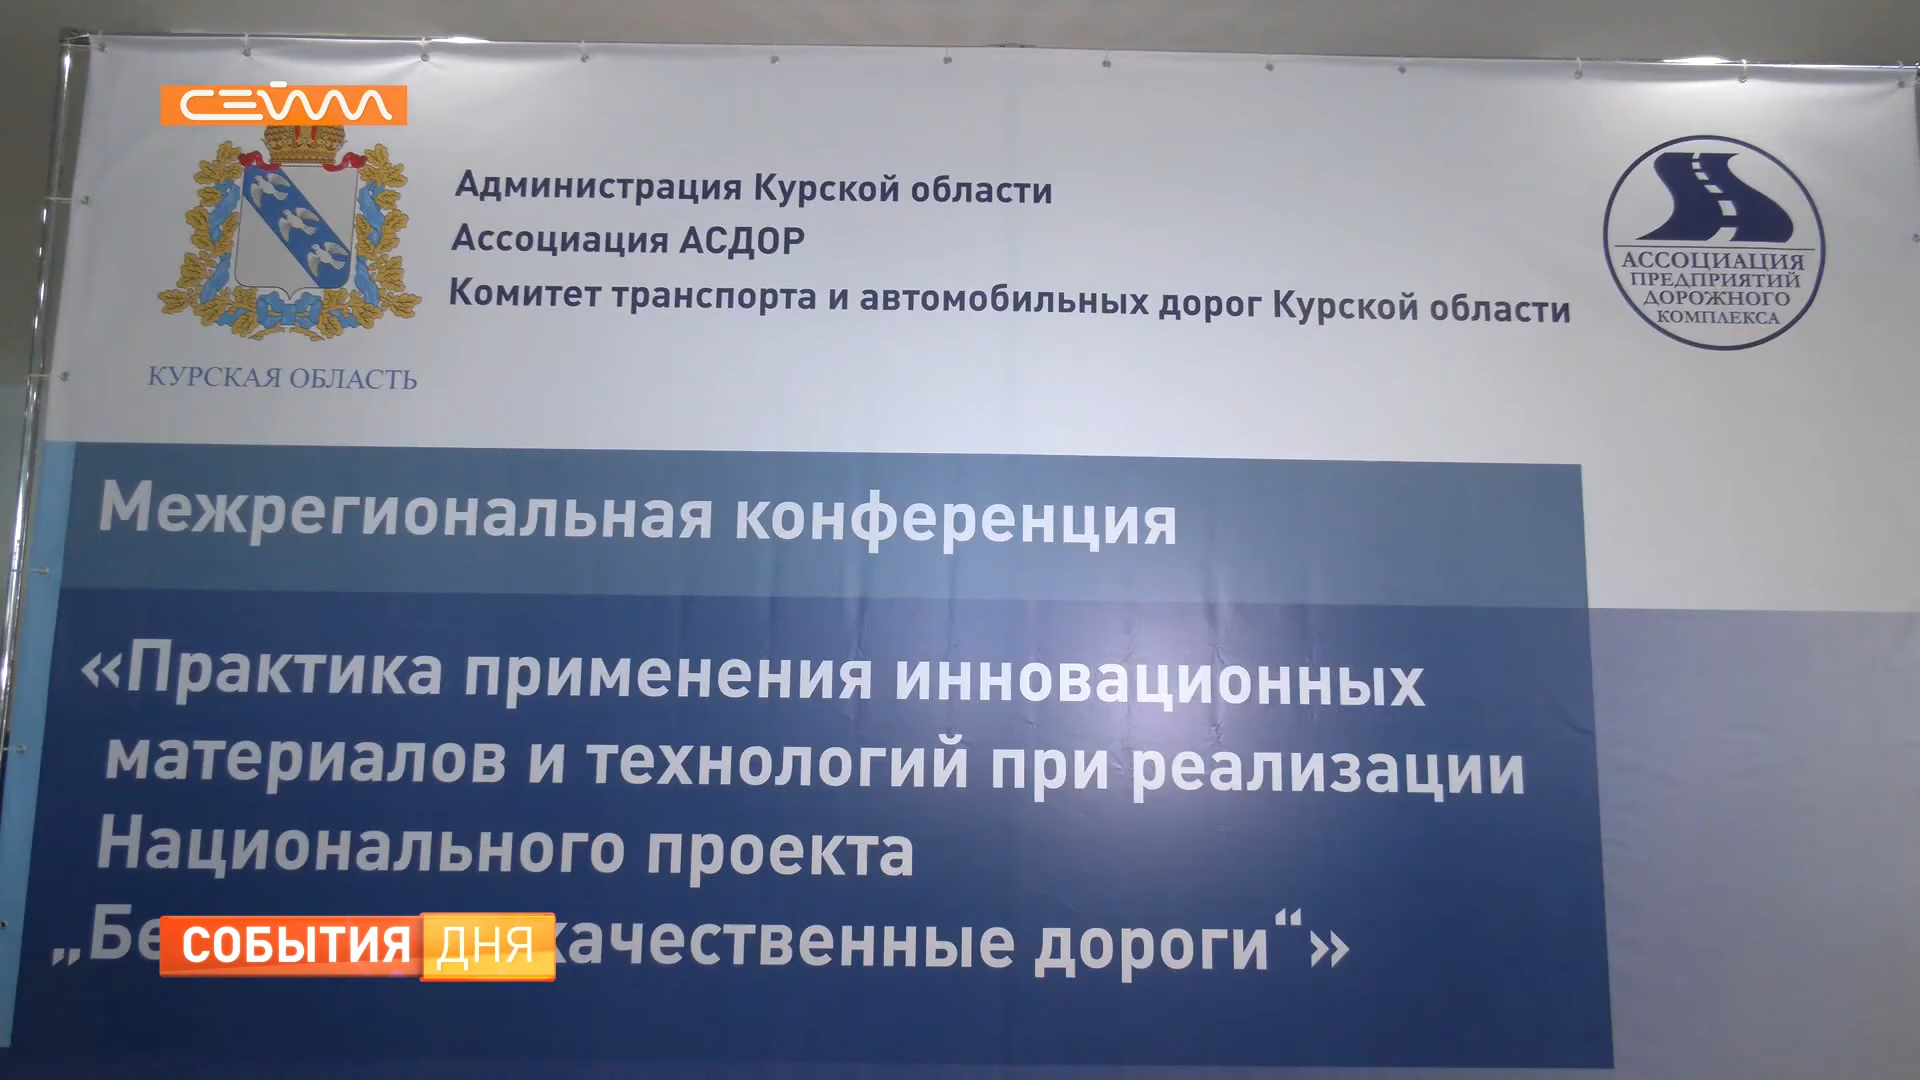 СЕЙМ
Администрация Курской области
Ассоциация АСДОР
Комитет транспорта и автомобильных дорог Курской области
КУРСКАЯ ОБЛАСТЬ
АССОЦИАЦИЯ
ПРЕДПРИЯТИЙ
ДОРОЖНОГО
КОМПЛЕКСА
Межрегиональная конференция
«Практика применения инновационных
материалов и технологий при реализации
Национального проекта
качественные дороги“»
СОБЫТИЯ ДНЯ